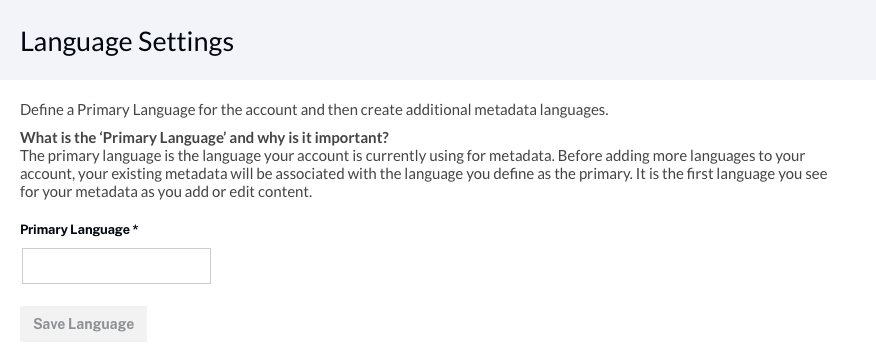 Language Settings
Define a Primary Language for the account and then create additional metadata languages.
What is the ‘Primary Language’ and why is it important?
The primary language is the language your account is currently using for metadata. Before adding more languages to your
account, your existing metadata will be associated with the language you define as the primary. It is the first language you see
for your metadata as you add or edit content.
Primary Language *
Save Language